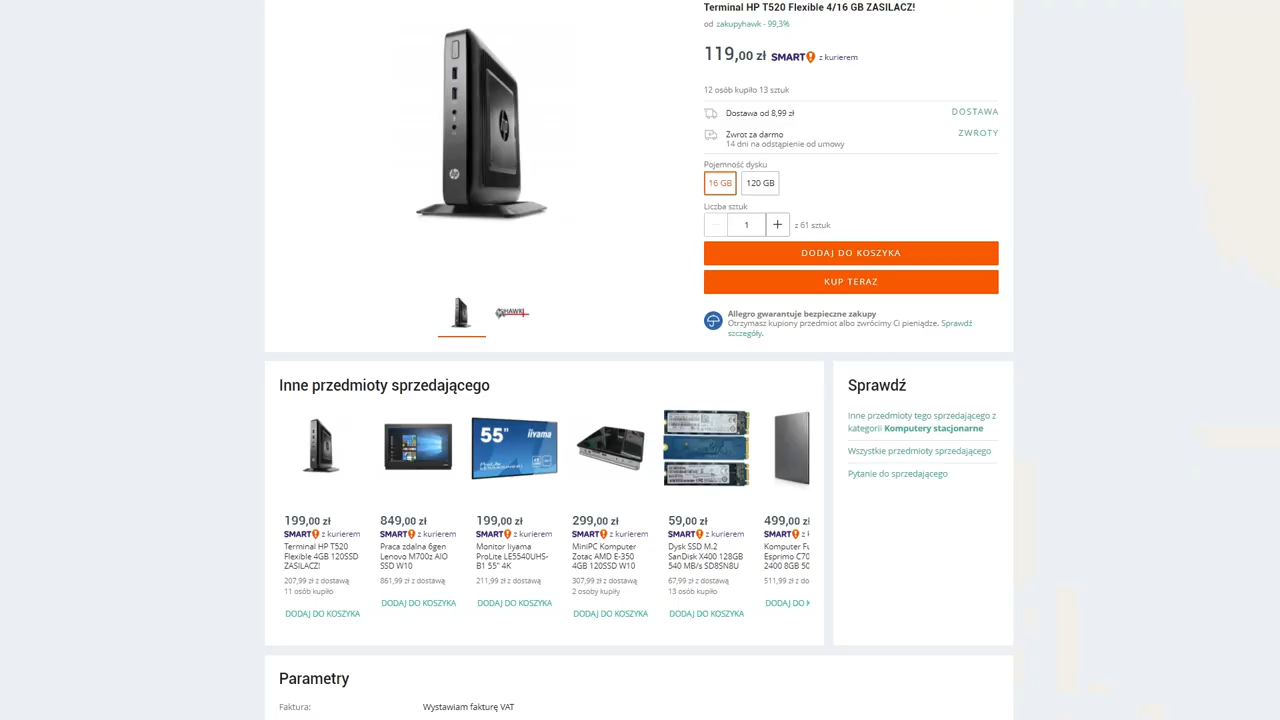 Terminal HP T520 Flexible 4/16 GB ZASILACZ!
od zakupyhawk - 99,3%
119,00 zł SMART! z kurierem
12 osób kupiło 13 sztuk
Dostawa od 8,99 zł DOSTAWA
Zwrot za darmo ZWROTY
14 dni na odstąpienie od umowy
Pojemność dysku
16 GB 120 GB
Liczba sztuk
1 + z 61 sztuk
DODAJ DO KOSZYKA
KUP TERAZ
HAWK
Allegro gwarantuje bezpieczne zakupy
Otrzymasz kupiony przedmiot albo zwrócimy Ci pieniądze. Sprawdź
szczegóły.
Inne przedmioty sprzedającego
55"
iiyama
199,00 zł
SMART! z kurierem
Terminal HP T520
Flexible 4GB 120SSD
ZASILACZ!
207,99 zł z dostawą
11 osób kupiło
DODAJ DO KOSZYKA
849,00 zł
SMART! z kurierem
Praca zdalna 6gen
Lenovo M700z AIO
SSD W10
861,99 zł z dostawą
DODAJ DO KOSZYKA
199,00 zł
SMART! z kurierem
Monitor Iiyama
ProLite LE5540UHS-
B1 55" 4K
211,99 zł z dostawą
DODAJ DO KOSZYKA
299,00 zł
SMART! z kurierem
MiniPC Komputer
Zotac AMD E-350
4GB 120SSD W10
307,99 zł z dostawą
2 osoby kupiły
DODAJ DO KOSZYKA
59,00 zł
SMART! z kurierem
Dysk SSD M.2
SanDisk X400 128GB
540 MB/s SD8SN8U
67,99 zł z dostawą
13 osób kupiło
DODAJ DO KOSZYKA
499,00 zł
SMART! z k
Komputer Fu
Esprimo C70
2400 8GB 50
511,99 zł z do
DODAJ DO K
Sprawdź
Inne przedmioty tego sprzedającego z
kategorii Komputery stacjonarne
Wszystkie przedmioty sprzedającego
Pytanie do sprzedającego
Parametry
Faktura: Wystawiam fakturę VAT